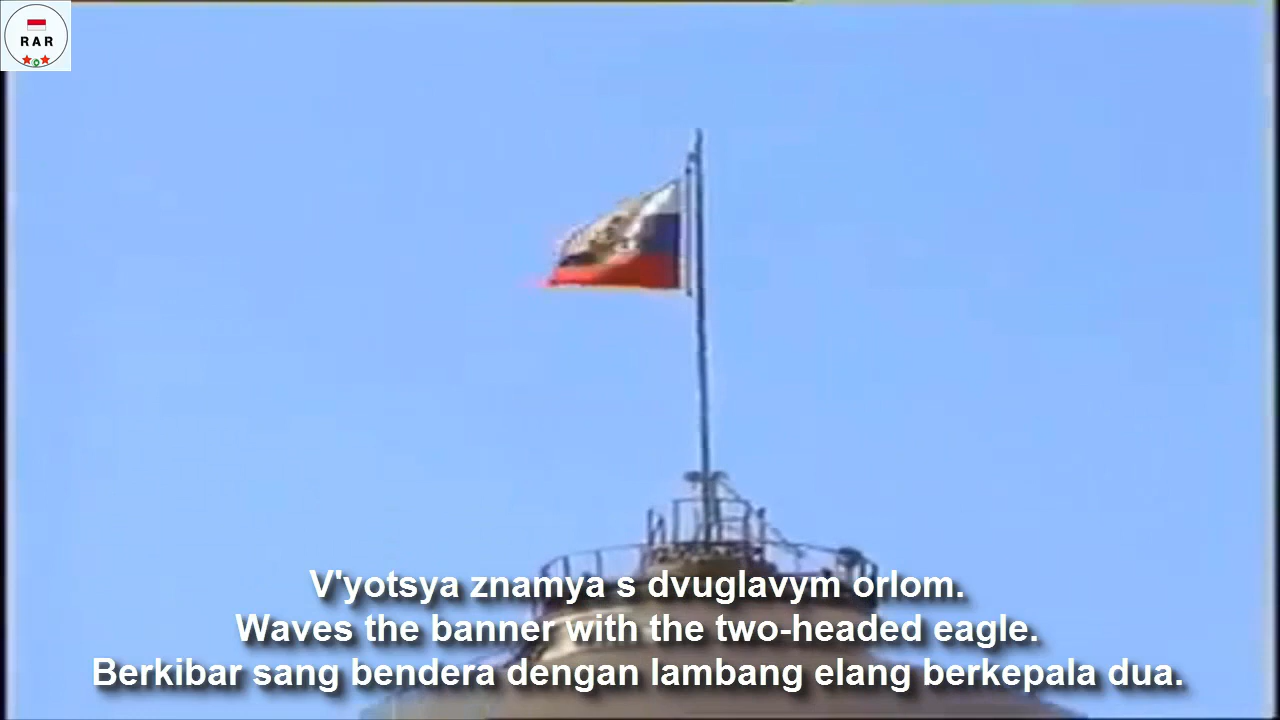 RAR
V'yotsya znamya s dvuglavym orlom.
Waves the banner with the two-headed eagle.
Berkibar sang bendera dengan lambang elang berkepala dua.